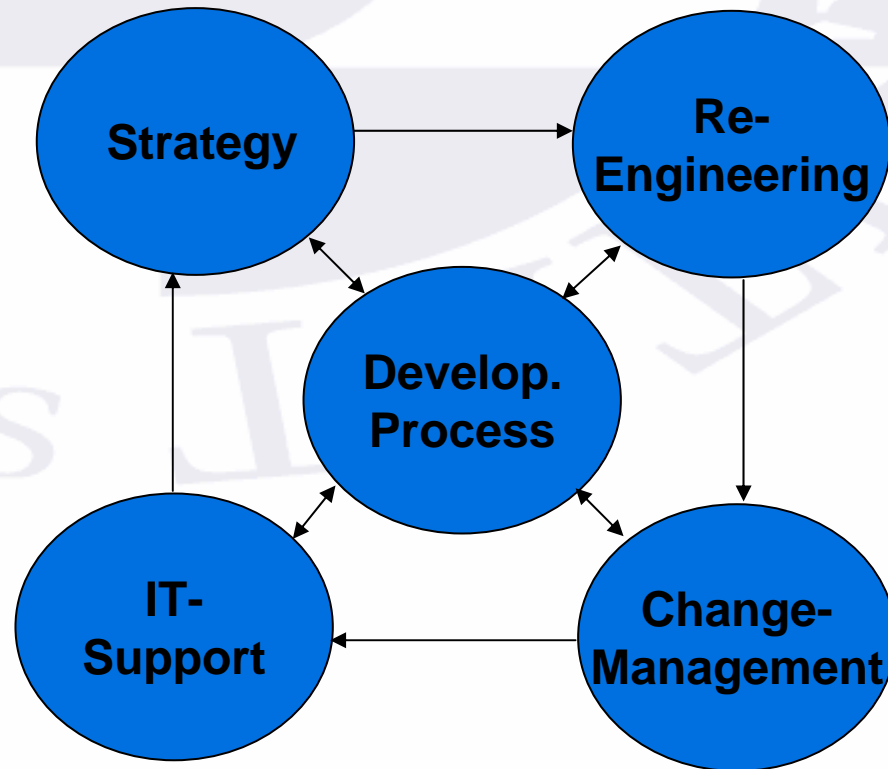 Strategy
Re-
Engineering
Develop.
Process
IT-
Support
Change-
Management